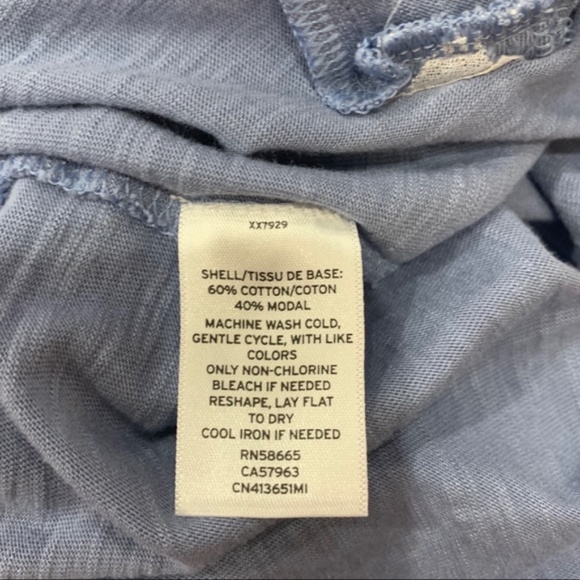 XX7929
SHELL/TISSU DE BASE:
60% COTTON/COTON
40% MODAL
MACHINE WASH COLD,
GENTLE CYCLE, WITH LIKE
COLORS
ONLY NON-CHLORINE
BLEACH IF NEEDED
RESHAPE, LAY FLAT
TO DRY
COOL IRON IF NEEDED
RN58665
CA57963
CN413651MI